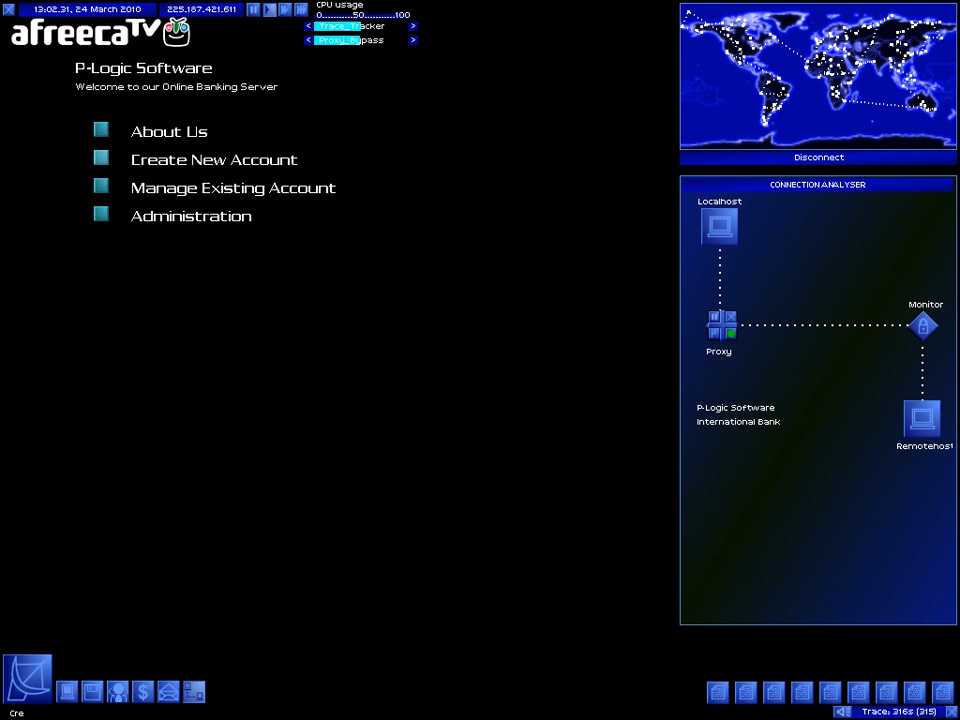 13:02.31, 24 March 2010
225.187.421.611
CPU usage
0...........50..........100
< Trace_Tracker >
< Proxy_Bypass >
afreecaTV
P-Logic Software
Welcome to our Online Banking Server
About Us
Create New Account
Manage Existing Account
Administration
Disconnect
CONNECTION ANALYSER
Localhost
Monitor
Proxy
P-Logic Software
International Bank
Remotehost
Cre
Trace: 316s (315)